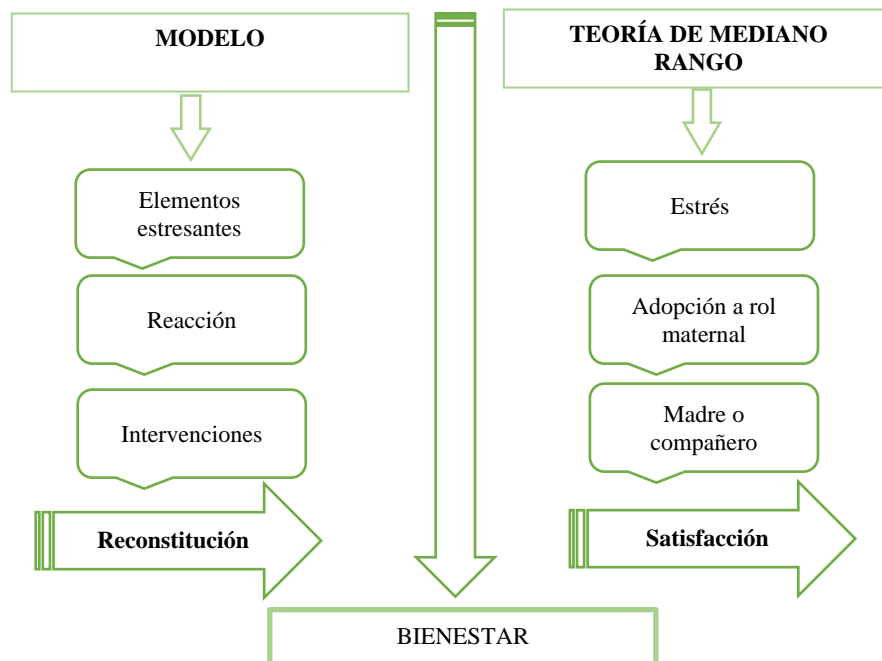 MODELO
Elementos
estresantes
Reacción
Intervenciones
Reconstitución
TEORÍA DE MEDIANO
RANGO
Estrés
Adopción a rol
maternal
Madre o
compañero
Satisfacción
BIENESTAR